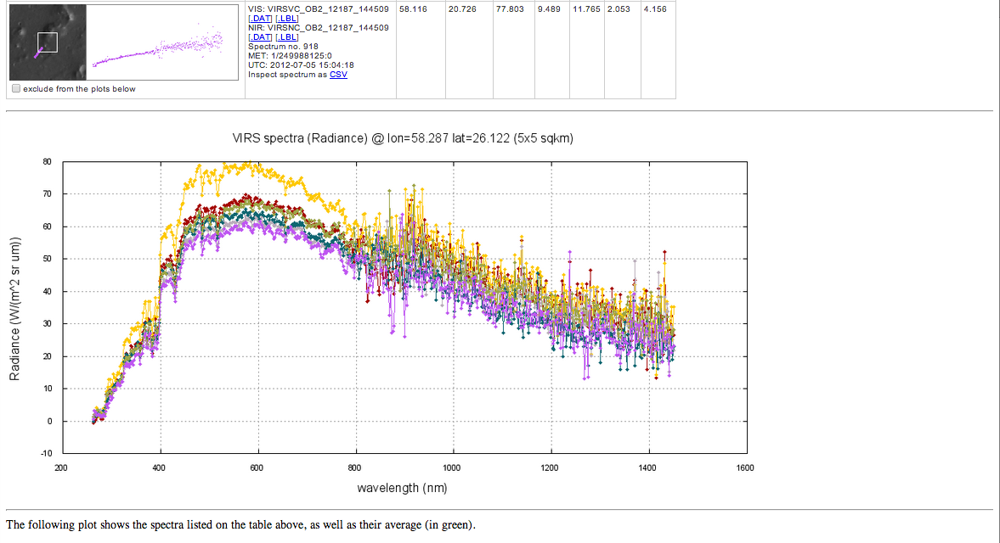 VIS: VIRSVC_OB2_12187_144509 58.116 20.726 77.803 9.489 11.765 2.053 4.156
[.DAT] [.LBL]
NIR: VIRSNC_OB2_12187_144509
[.DAT] [.LBL]
Spectrum no. 918
MET: 1/249988125:0
UTC: 2012-07-05 15:04:18
Inspect spectrum as CSV
exclude from the plots below
VIRS spectra (Radiance) @ lon=58.287 lat=26.122 (5x5 sqkm)
80
70
60
50
40
30
20
10
0
-10
Radiance (W/(m^2 sr um))
200 400 600 800 1000 1200 1400 1600
wavelength (nm)
The following plot shows the spectra listed on the table above, as well as their average (in green).